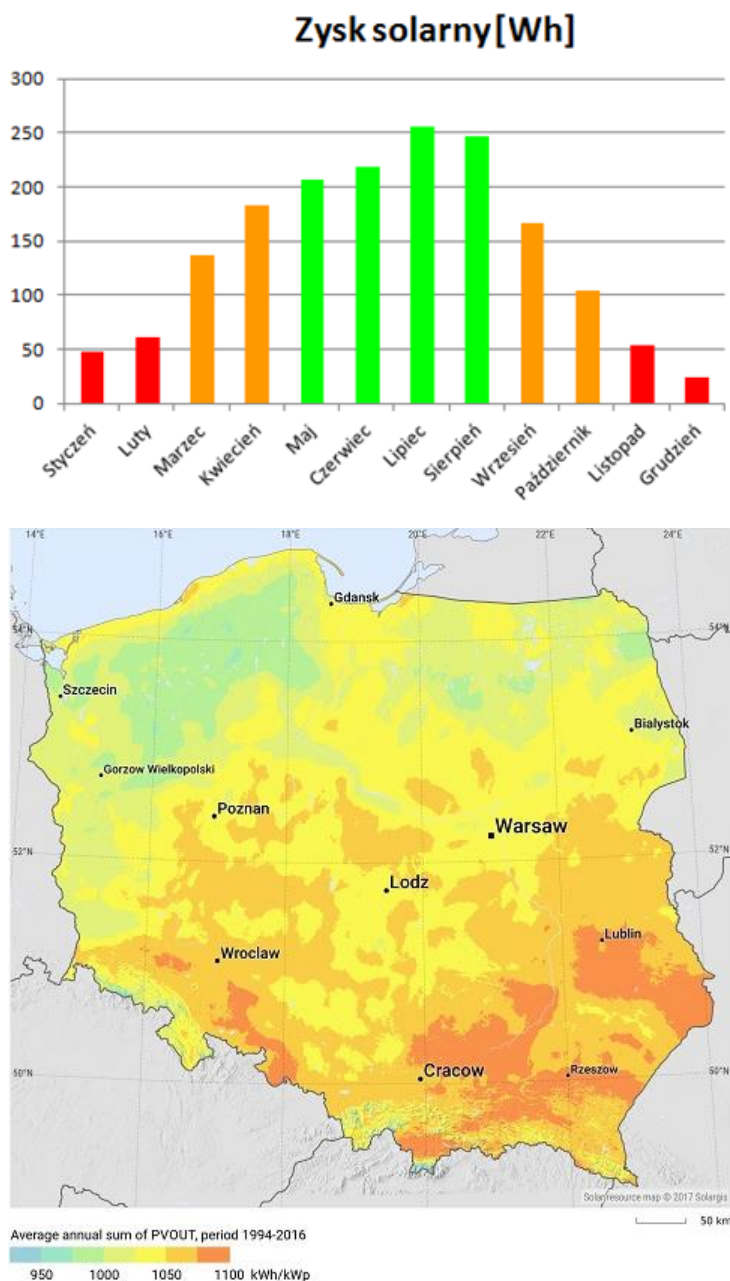 Zysk solarny [Wh]
300
250
200
150
100
50
0
Styczeń
Luty
Marzec
Kwiecień
Maj
Czerwiec
Lipiec
Sierpień
Wrzesień
Październik
Listopad
Grudzień
14°E 16°E 18°E 20°E 22°E 24°E
Gdansk
54°N 54°N
Szczecin
Białystok
Gorzow Wielkopolski
Poznan
Warsaw
52°N 52°N
Lodz
Lublin
Wroclaw
50°N 50°N
Cracow
Rzeszow
Solar resource map © 2017 Solargis
50 km
Average annual sum of PVOUT, period 1994-2016
950 1000 1050 1100 kWh/kWp